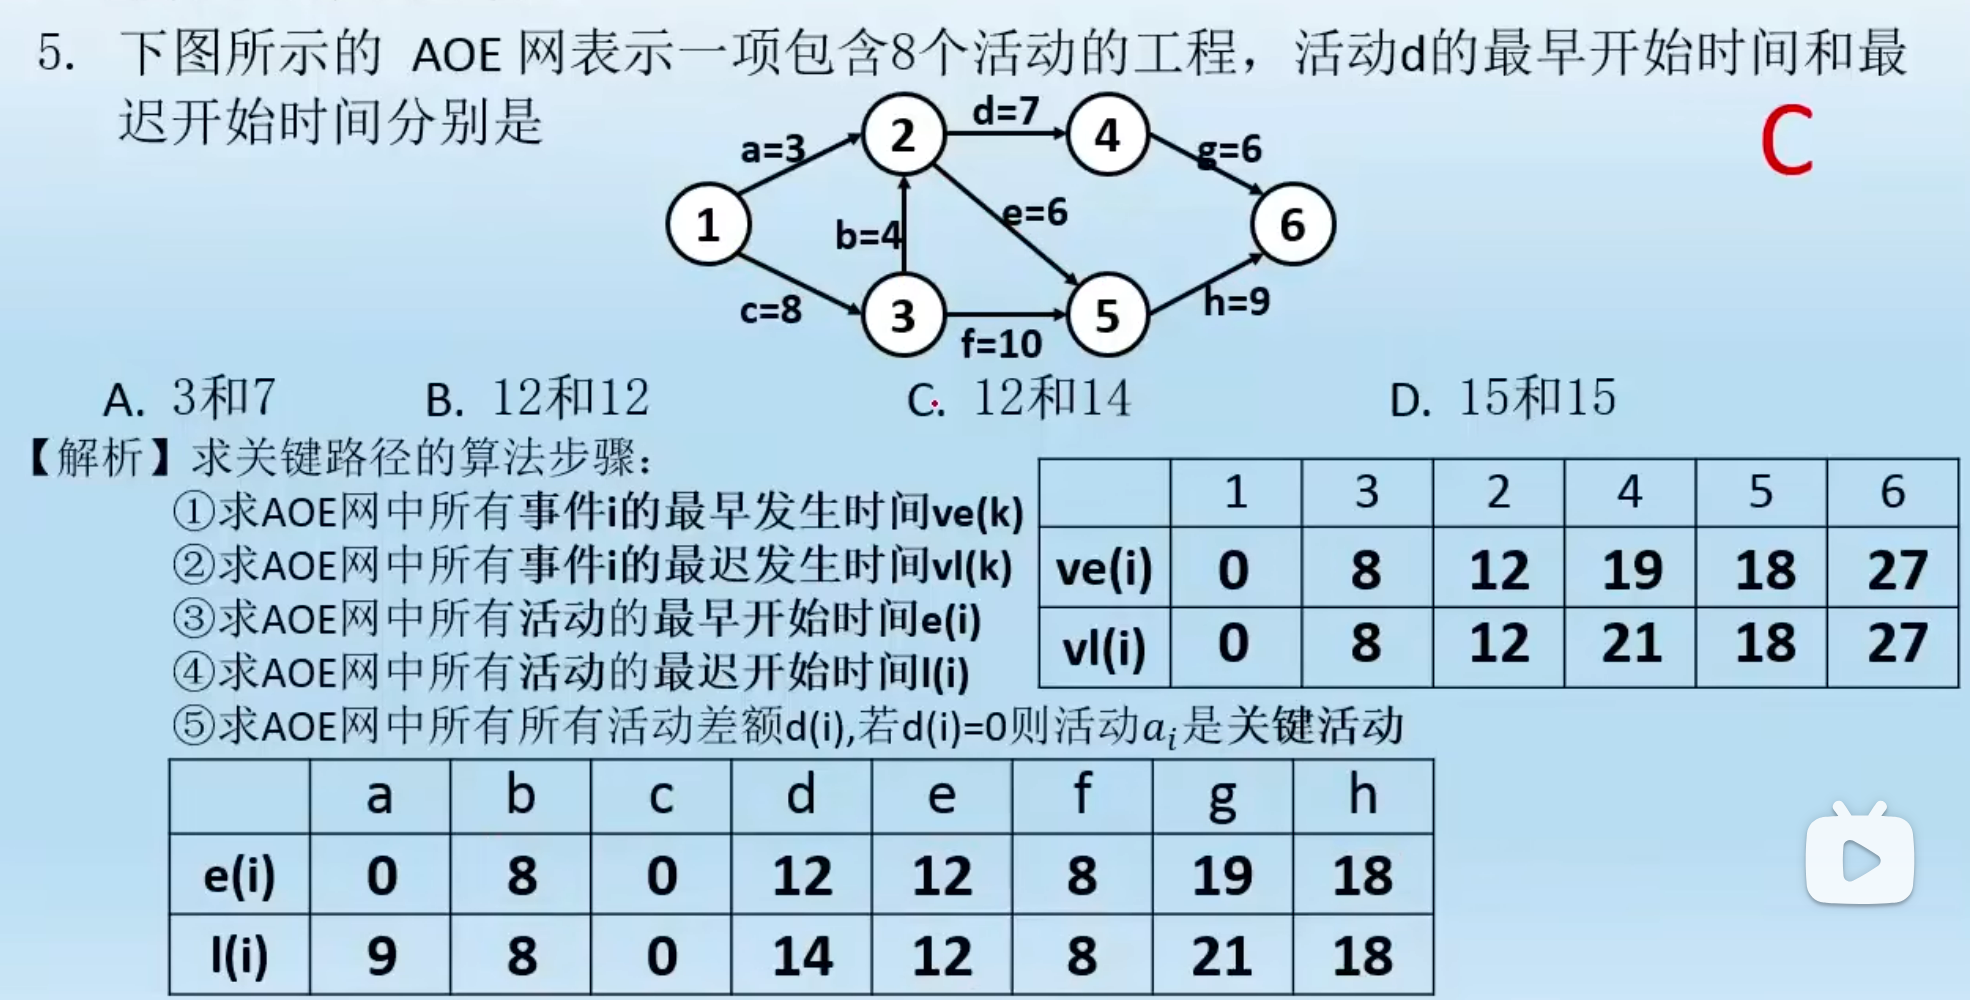 5. 下图所示的 AOE 网表示一项包含8个活动的工程，活动d的最早开始时间和最
迟开始时间分别是
C
a=3
d=7
g=6
b=4
e=6
c=8
f=10
h=9
1
2
3
4
5
6
A. 3和7 B. 12和12 C. 12和14 D. 15和15
【解析】求关键路径的算法步骤：
①求AOE网中所有事件i的最早发生时间ve(k)
②求AOE网中所有事件i的最迟发生时间vl(k)
③求AOE网中所有活动的最早开始时间e(i)
④求AOE网中所有活动的最迟开始时间l(i)
⑤求AOE网中所有所有活动差额d(i),若d(i)=0则活动aᵢ是关键活动
1 3 2 4 5 6
ve(i) 0 8 12 19 18 27
vl(i) 0 8 12 21 18 27
a b c d e f g h
e(i) 0 8 0 12 12 8 19 18
l(i) 9 8 0 14 12 8 21 18